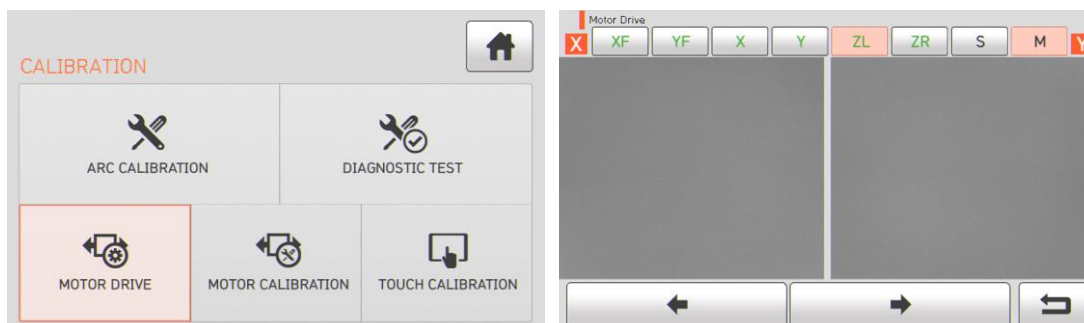 CALIBRATION
ARC CALIBRATION DIAGNOSTIC TEST
MOTOR DRIVE MOTOR CALIBRATION TOUCH CALIBRATION
Motor Drive
X XF YF X Y ZL ZR S M Y